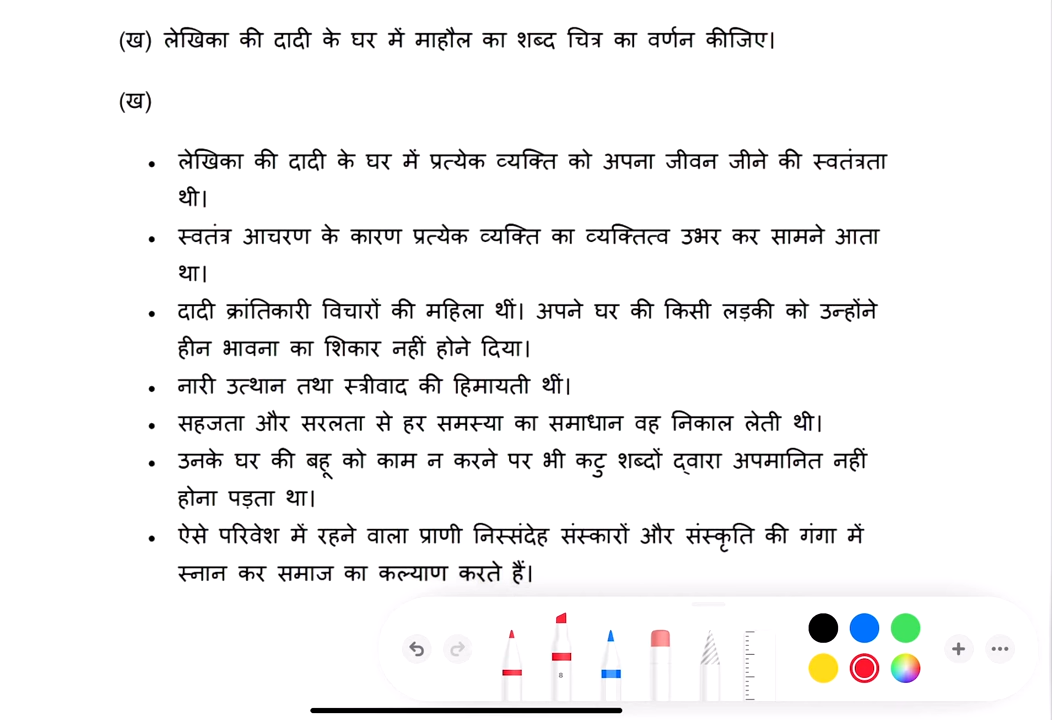 (ख) लेखिका की दादी के घर में माहौल का शब्द चित्र का वर्णन कीजिए।
(ख)
• लेखिका की दादी के घर में प्रत्येक व्यक्ति को अपना जीवन जीने की स्वतंत्रता
थी।
• स्वतंत्र आचरण के कारण प्रत्येक व्यक्ति का व्यक्तित्व उभर कर सामने आता
था।
• दादी क्रांतिकारी विचारों की महिला थीं। अपने घर की किसी लड़की को उन्होंने
हीन भावना का शिकार नहीं होने दिया।
• नारी उत्थान तथा स्त्रीवाद की हिमायती थीं।
• सहजता और सरलता से हर समस्या का समाधान वह निकाल लेती थी।
• उनके घर की बहू को काम न करने पर भी कटु शब्दों द्वारा अपमानित नहीं
होना पड़ता था।
• ऐसे परिवेश में रहने वाला प्राणी निस्संदेह संस्कारों और संस्कृति की गंगा में
स्नान कर समाज का कल्याण करते हैं।
8